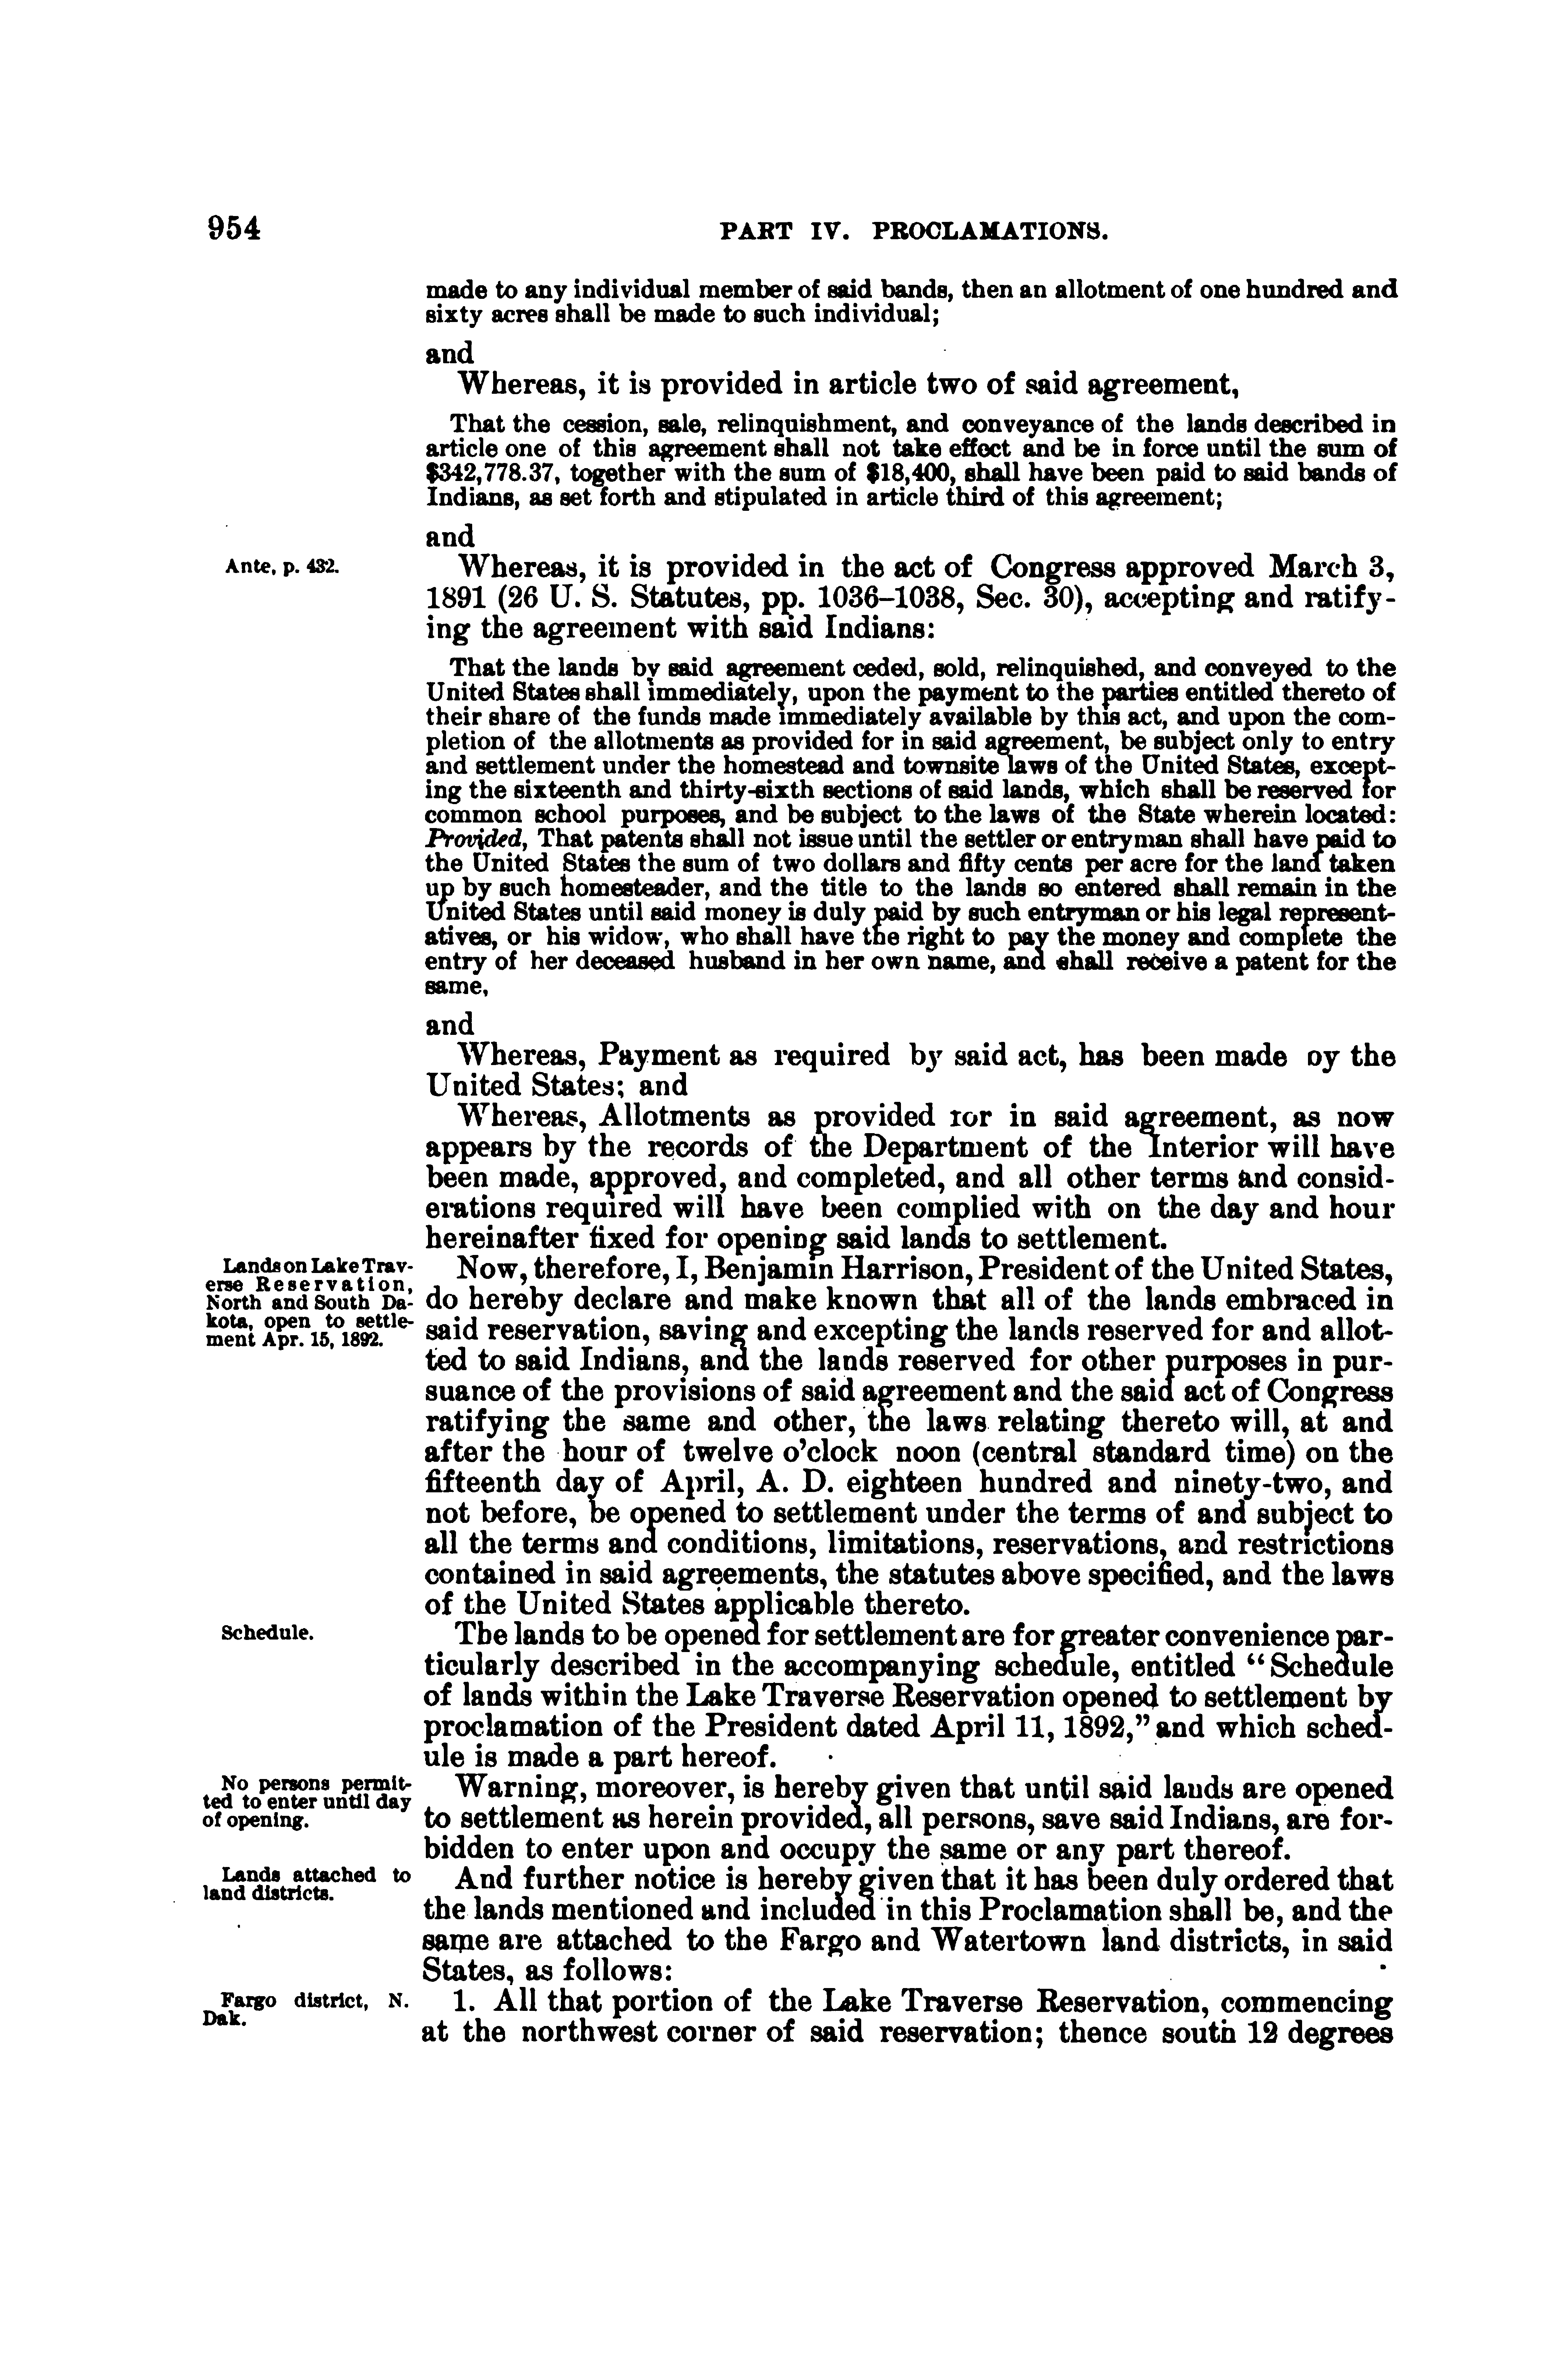 954
PART IV. PROCLAMATIONS.
made to any individual member of said bands, then an allotment of one hundred and
sixty acres shall be made to such individual;
and
Whereas, it is provided in article two of said agreement,
That the cession, sale, relinquishment, and conveyance of the lands described in
article one of this agreement shall not take effect and be in force until the sum of
$342,778.37, together with the sum of $18,400, shall have been paid to said bands of
Indians, as set forth and stipulated in article third of this agreement;
and
Ante, p. 432.
Whereas, it is provided in the act of Congress approved March 3,
1891 (26 U. S. Statutes, pp. 1036–1038, Sec. 30), accepting and ratify-
ing the agreement with said Indians:
That the lands by said agreement ceded, sold, relinquished, and conveyed to the
United States shall immediately, upon the payment to the parties entitled thereto of
their share of the funds made immediately available by this act, and upon the com-
pletion of the allotments as provided for in said agreement, be subject only to entry
and settlement under the homestead and townsite laws of the United States, except-
ing the sixteenth and thirty-sixth sections of said lands, which shall be reserved for
common school purposes, and be subject to the laws of the State wherein located:
Provided, That patents shall not issue until the settler or entryman shall have paid to
the United States the sum of two dollars and fifty cents per acre for the land taken
up by such homesteader, and the title to the lands so entered shall remain in the
United States until said money is duly paid by such entryman or his legal represent-
atives, or his widow, who shall have the right to pay the money and complete the
entry of her deceased husband in her own name, and shall receive a patent for the
same,
and
Whereas, Payment as required by said act, has been made oy the
United States; and
Whereas, Allotments as provided for in said agreement, as now
appears by the records of the Department of the Interior will have
been made, approved, and completed, and all other terms and consid-
erations required will have been complied with on the day and hour
hereinafter fixed for opening said lands to settlement.
Lands on Lake Trav-
erse Reservation,
North and South Da-
kota, open to settle-
ment Apr. 15, 1892.
Now, therefore, I, Benjamin Harrison, President of the United States,
do hereby declare and make known that all of the lands embraced in
said reservation, saving and excepting the lands reserved for and allot-
ted to said Indians, and the lands reserved for other purposes in pur-
suance of the provisions of said agreement and the said act of Congress
ratifying the same and other, the laws relating thereto will, at and
after the hour of twelve o'clock noon (central standard time) on the
fifteenth day of April, A. D. eighteen hundred and ninety-two, and
not before, be opened to settlement under the terms of and subject to
all the terms and conditions, limitations, reservations, and restrictions
contained in said agreements, the statutes above specified, and the laws
of the United States applicable thereto.
Schedule.
The lands to be opened for settlement are for greater convenience par-
ticularly described in the accompanying schedule, entitled "Schedule
of lands within the Lake Traverse Reservation opened to settlement by
proclamation of the President dated April 11, 1892," and which sched-
ule is made a part hereof.
No persons permit-
ted to enter until day
of opening.
Warning, moreover, is hereby given that until said lands are opened
to settlement as herein provided, all persons, save said Indians, are for-
bidden to enter upon and occupy the same or any part thereof.
Lands attached to
land districts.
And further notice is hereby given that it has been duly ordered that
the lands mentioned and included in this Proclamation shall be, and the
same are attached to the Fargo and Watertown land districts, in said
States, as follows:
Fargo district, N.
Dak.
1. All that portion of the Lake Traverse Reservation, commencing
at the northwest corner of said reservation; thence south 12 degrees